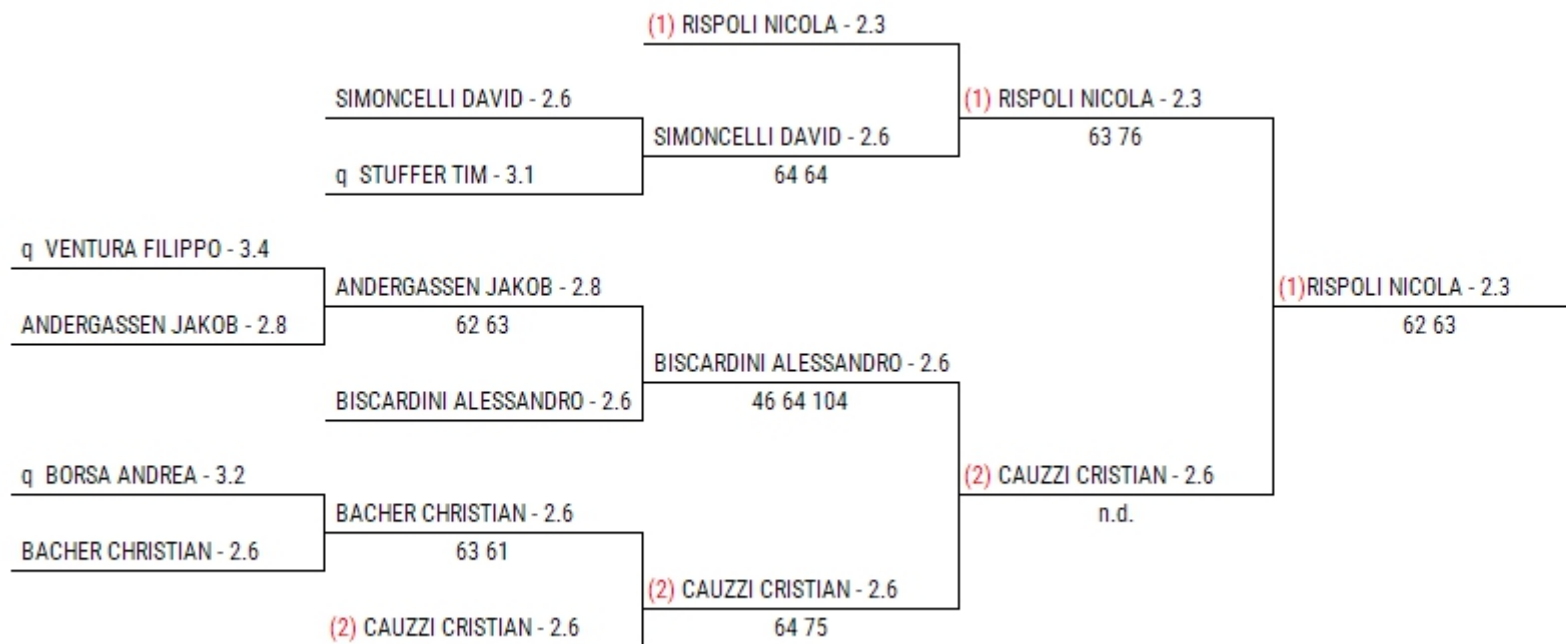 (1) RISPOLI NICOLA - 2.3
SIMONCELLI DAVID - 2.6
(1) RISPOLI NICOLA - 2.3
SIMONCELLI DAVID - 2.6
63 76
q STUFFER TIM - 3.1
64 64
q VENTURA FILIPPO - 3.4
ANDERGASSEN JAKOB - 2.8
(1)RISPOLI NICOLA - 2.3
ANDERGASSEN JAKOB - 2.8
62 63
62 63
BISCARDINI ALESSANDRO - 2.6
BISCARDINI ALESSANDRO - 2.6
46 64 104
q BORSA ANDREA - 3.2
(2) CAUZZI CRISTIAN - 2.6
BACHER CHRISTIAN - 2.6
n.d.
BACHER CHRISTIAN - 2.6
63 61
(2) CAUZZI CRISTIAN - 2.6
(2) CAUZZI CRISTIAN - 2.6
64 75